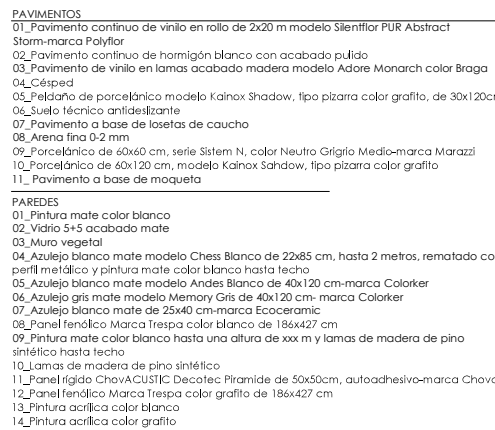 PAVIMENTOS
01_Pavimento continuo de vinilo en rollo de 2x20 m modelo Silentflor PUR Abstract
Storm-marca Polyflor
02_Pavimento continuo de hormigón blanco con acabado pulido
03_Pavimento de vinilo en lamas acabado madera modelo Adore Monarch color Braga
04_Césped
05_Peldaño de porcelánico modelo Kainox Shadow, tipo pizarra color grafito, de 30x120cm
06_Suelo técnico antideslizante
07_Pavimento a base de losetas de caucho
08_Arena fina 0-2 mm
09_Porcelánico de 60x60 cm, serie Sistem N, color Neutro Grigrio Medio-marca Marazzi
10_Porcelánico de 60x120 cm, modelo Kainox Sahdow, tipo pizarra color grafito
11_ Pavimento a base de moqueta
PAREDES
01_Pintura mate color blanco
02_Vidrio 5+5 acabado mate
03_Muro vegetal
04_Azulejo blanco mate modelo Chess Blanco de 22x85 cm, hasta 2 metros, rematado co
perfil metálico y pintura mate color blanco hasta techo
05_Azulejo blanco mate modelo Andes Blanco de 40x120 cm-marca Colorker
06_Azulejo gris mate modelo Memory Gris de 40x120 cm- marca Colorker
07_Azulejo blanco mate de 25x40 cm-marca Ecoceramic
08_Panel fenólico Marca Trespa color blanco de 186x427 cm
09_Pintura mate color blanco hasta una altura de xxx m y lamas de madera de pino
sintético hasta techo
10_Lamas de madera de pino sintético
11_Panel rígido ChovACUSTIC Decotec Piramide de 50x50cm, autoadhesivo-marca Chova
12_Panel fenólico Marca Trespa color grafito de 186x427 cm
13_Pintura acrílica color blanco
14_Pintura acrílica color grafito